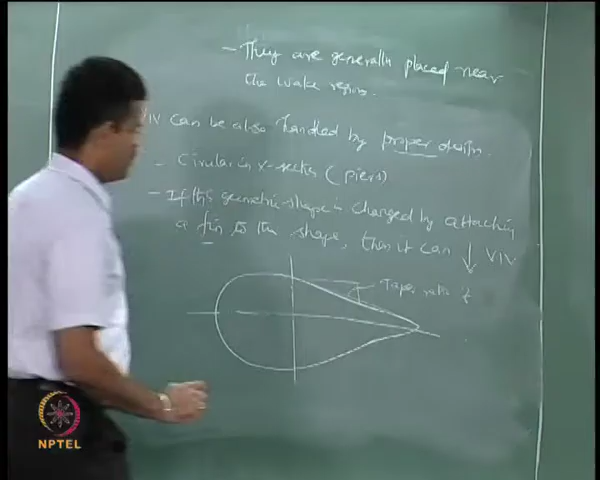 - They are generally placed near
the wake region.
VIV can be also handled by proper design.
- Circular in x-section (piers)
- If this geometric shape is changed by attaching
a fin to the shape, then it can ↓ VIV
Taper ratio
NPTEL